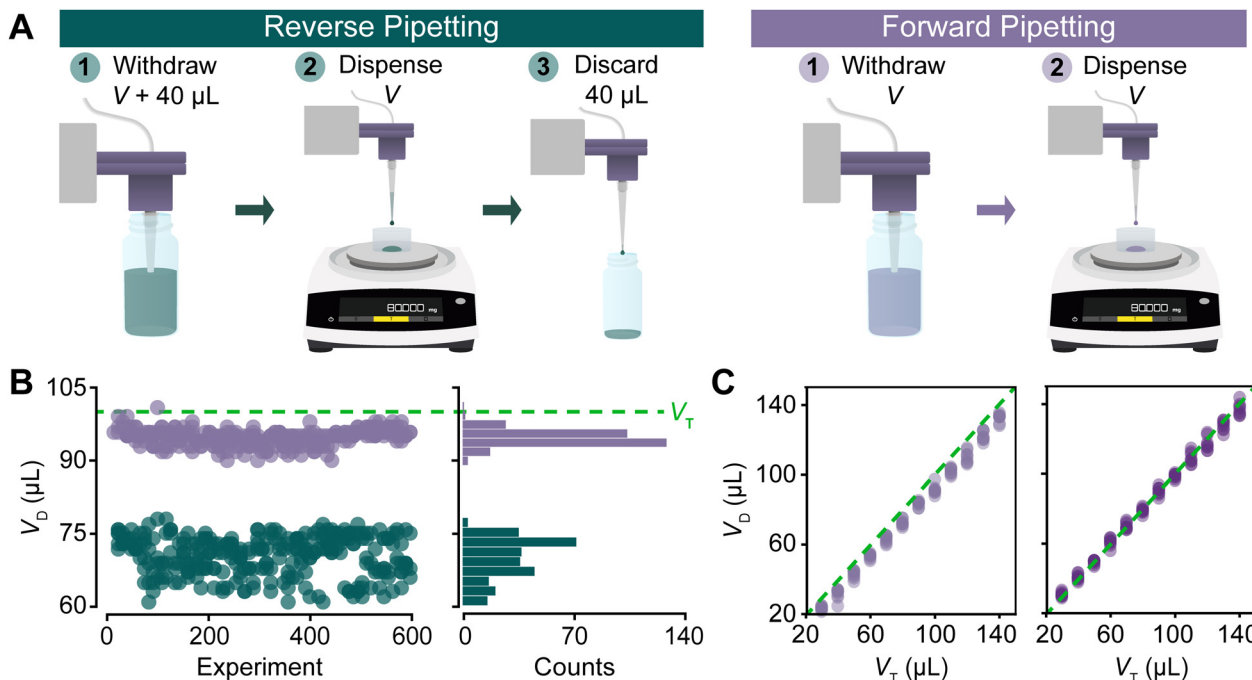 A
Reverse Pipetting
Forward Pipetting
1 Withdraw
V + 40 µL
2 Dispense
V
3 Discard
40 µL
1 Withdraw
V
2 Dispense
V
80000 mg
80000 mg
B
105
90
75
60
V_D (µL)
0
200
400
600
Experiment
V_T
0
70
140
Counts
C
140
100
60
20
V_D (µL)
20
60
100
140
V_T (µL)
20
60
100
140
V_T (µL)